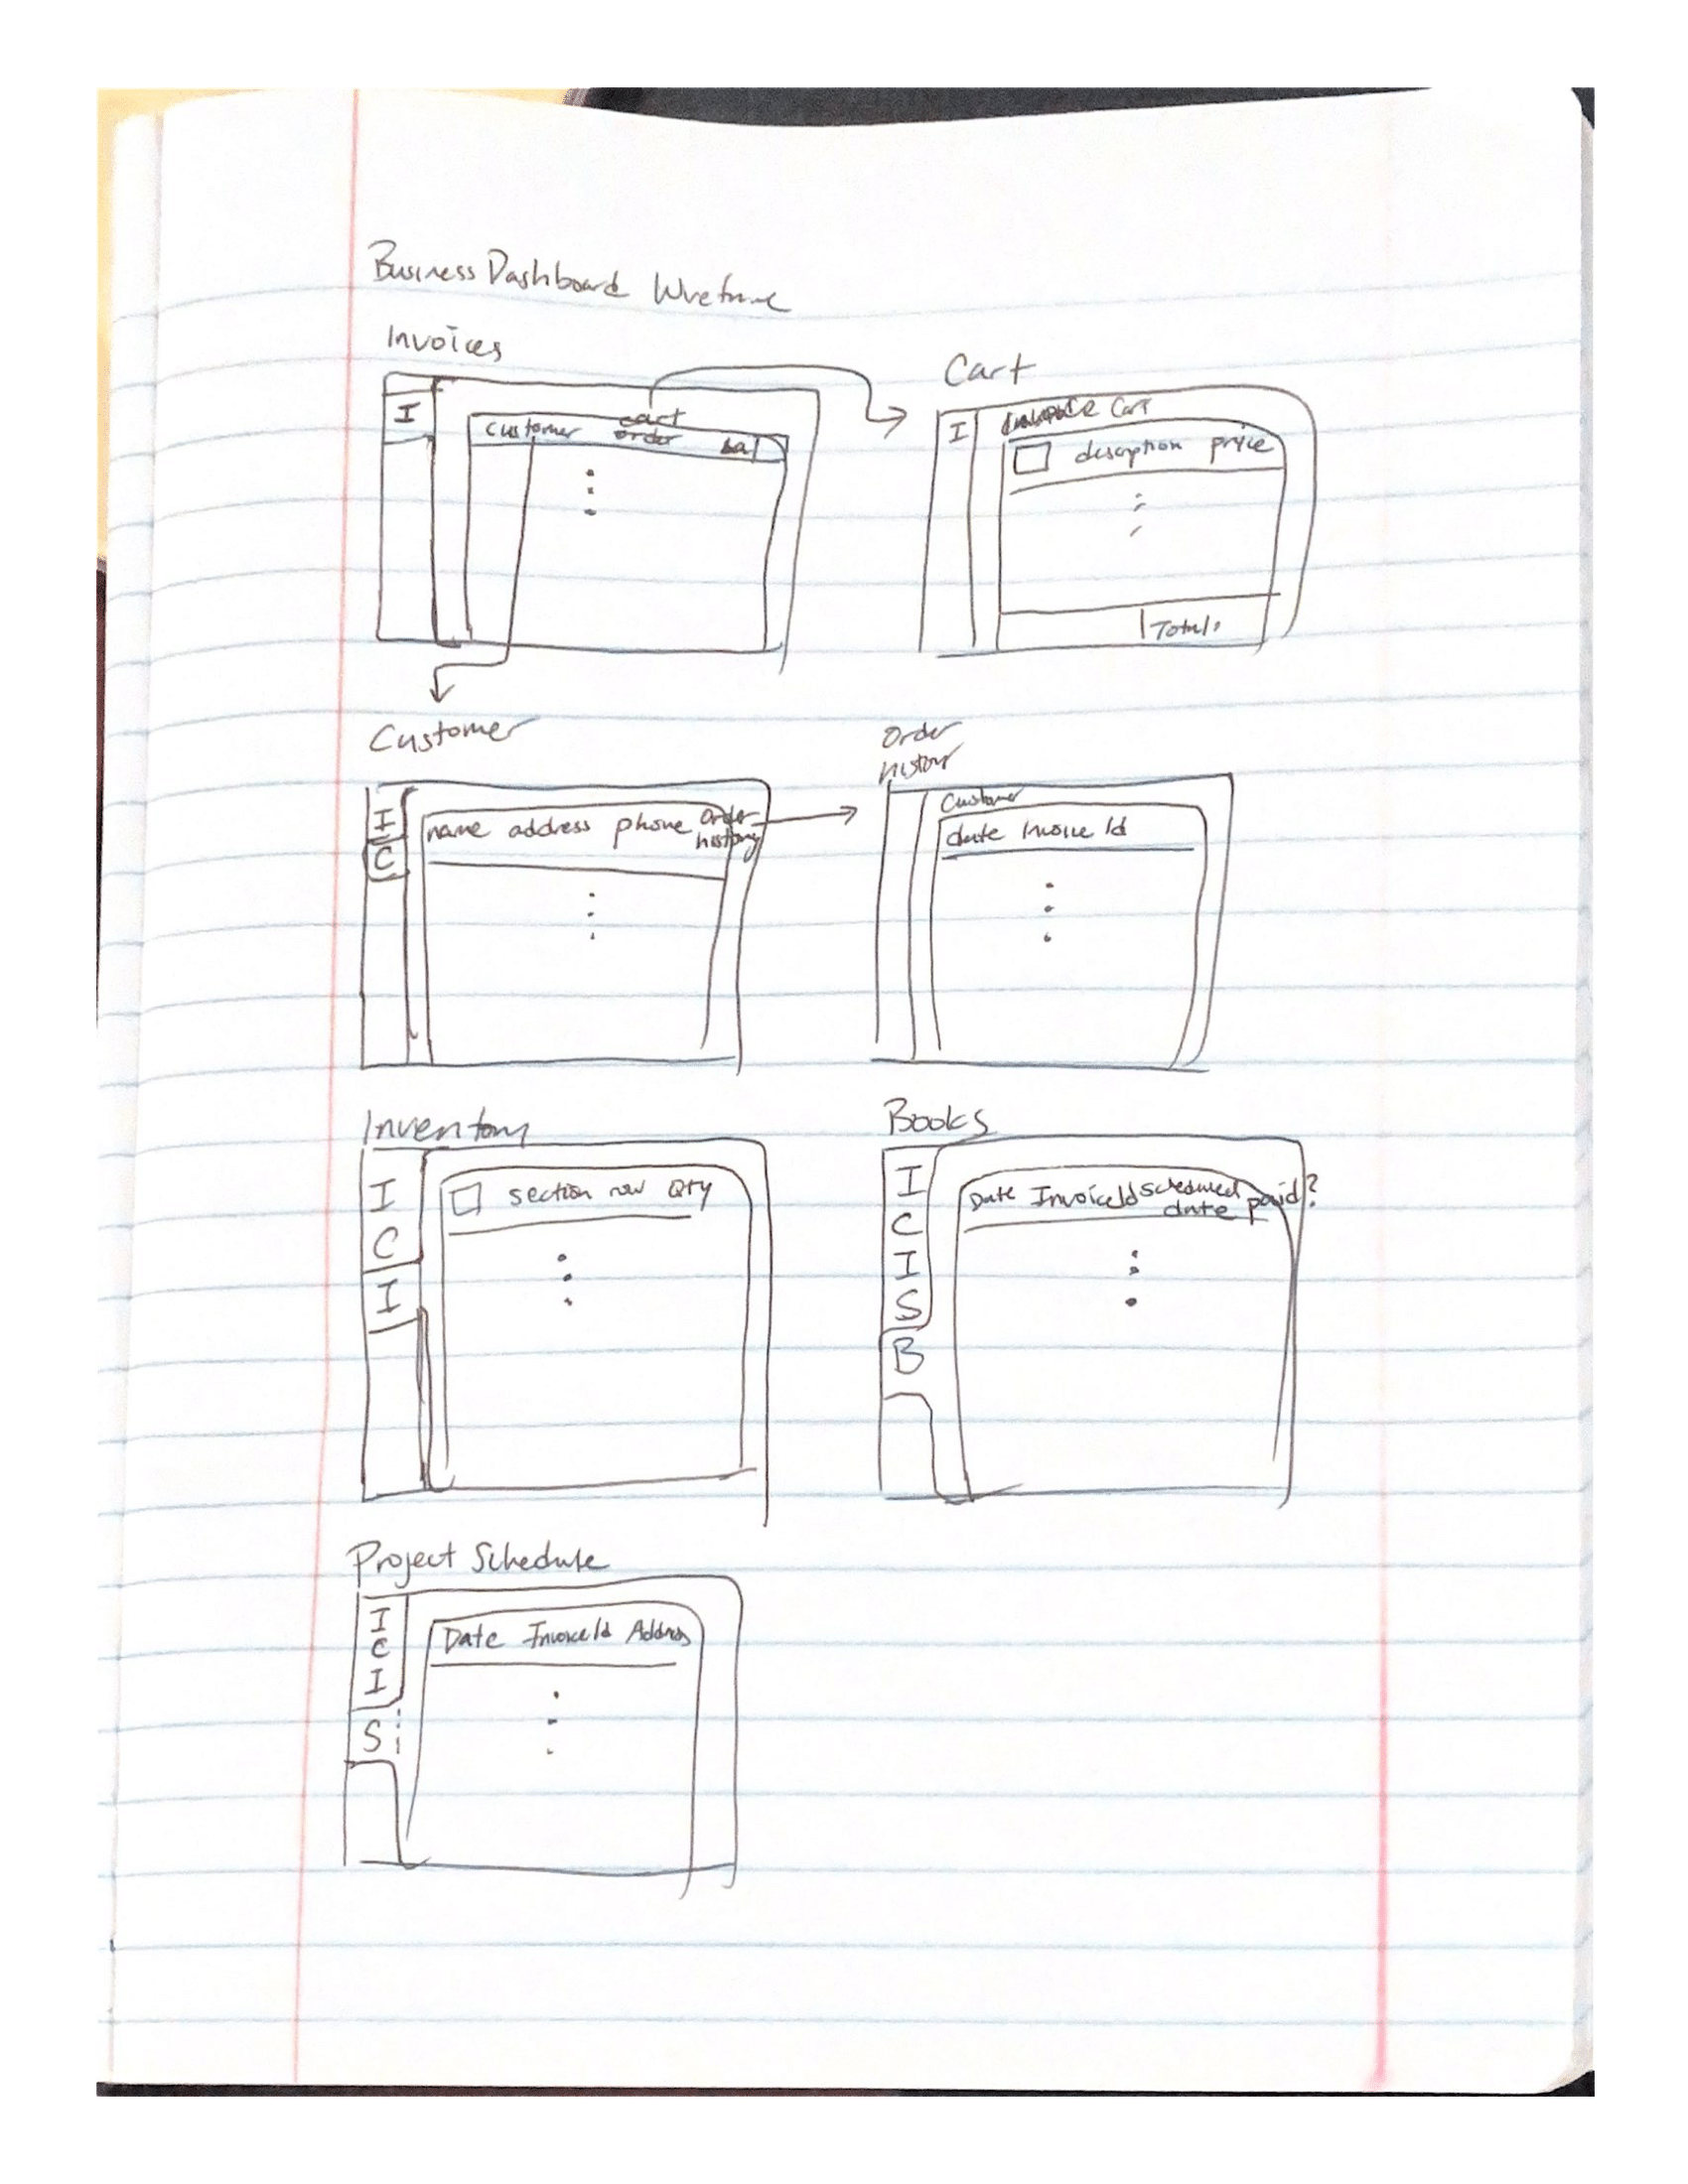 Business Dashboard Wireframe
Invoices
Cart
I
customer
cart
order
bal
I
Cart
description price
Total:
Customer
Order
history
I
C
name address phone Order
history
Customer
date Invoice Id
Inventory
Books
I
C
I
section row Qty
I
C
I
S
B
Date InvoiceId scheduled
date paid?
Project Schedule
I
C
I
S
Date InvoiceId Address